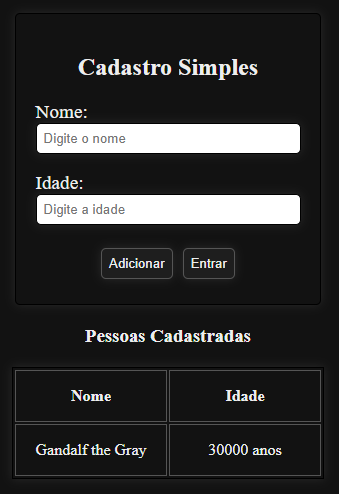 Cadastro Simples
Nome:
Digite o nome
Idade:
Digite a idade
Adicionar Entrar
Pessoas Cadastradas
Nome Idade
Gandalf the Gray 30000 anos